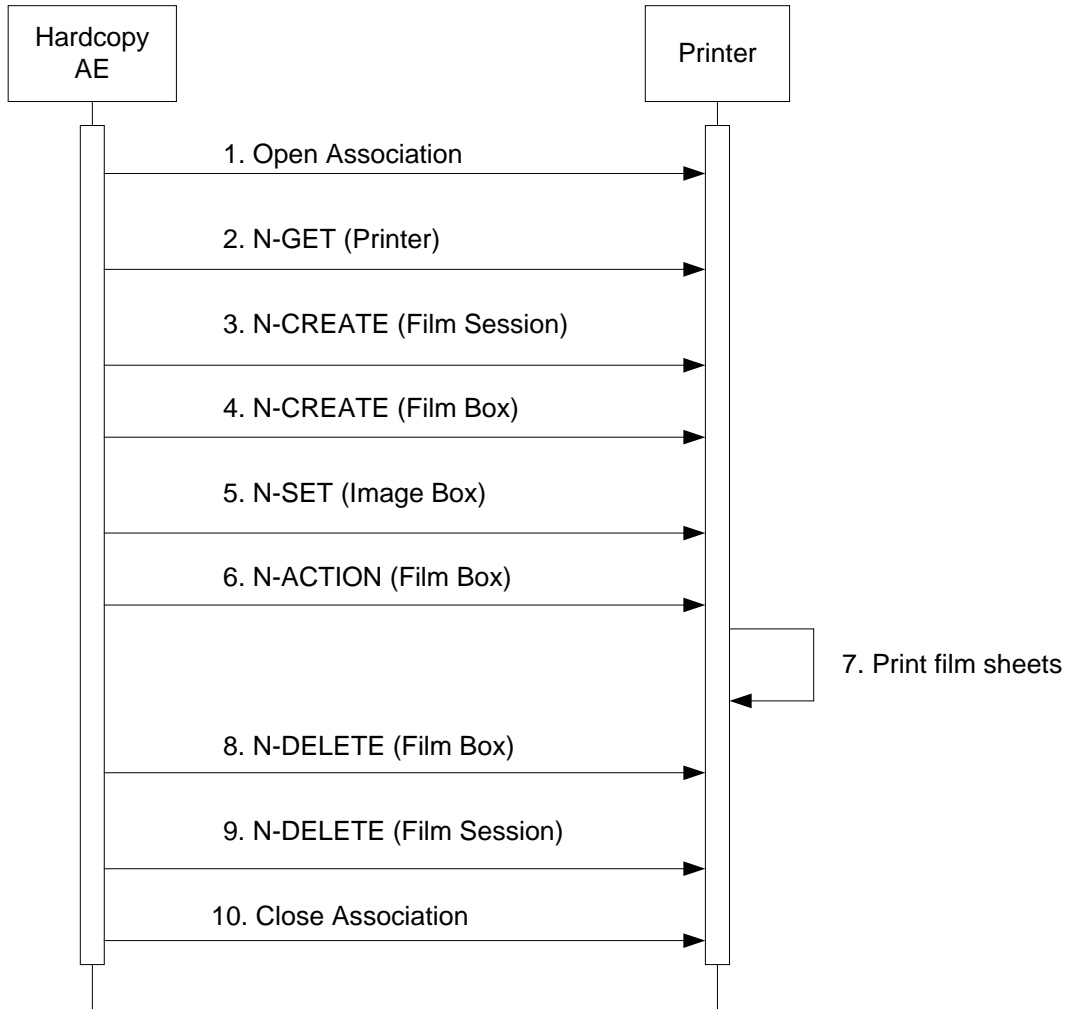 Hardcopy
AE
Printer
1. Open Association
2. N-GET (Printer)
3. N-CREATE (Film Session)
4. N-CREATE (Film Box)
5. N-SET (Image Box)
6. N-ACTION (Film Box)
7. Print film sheets
8. N-DELETE (Film Box)
9. N-DELETE (Film Session)
10. Close Association